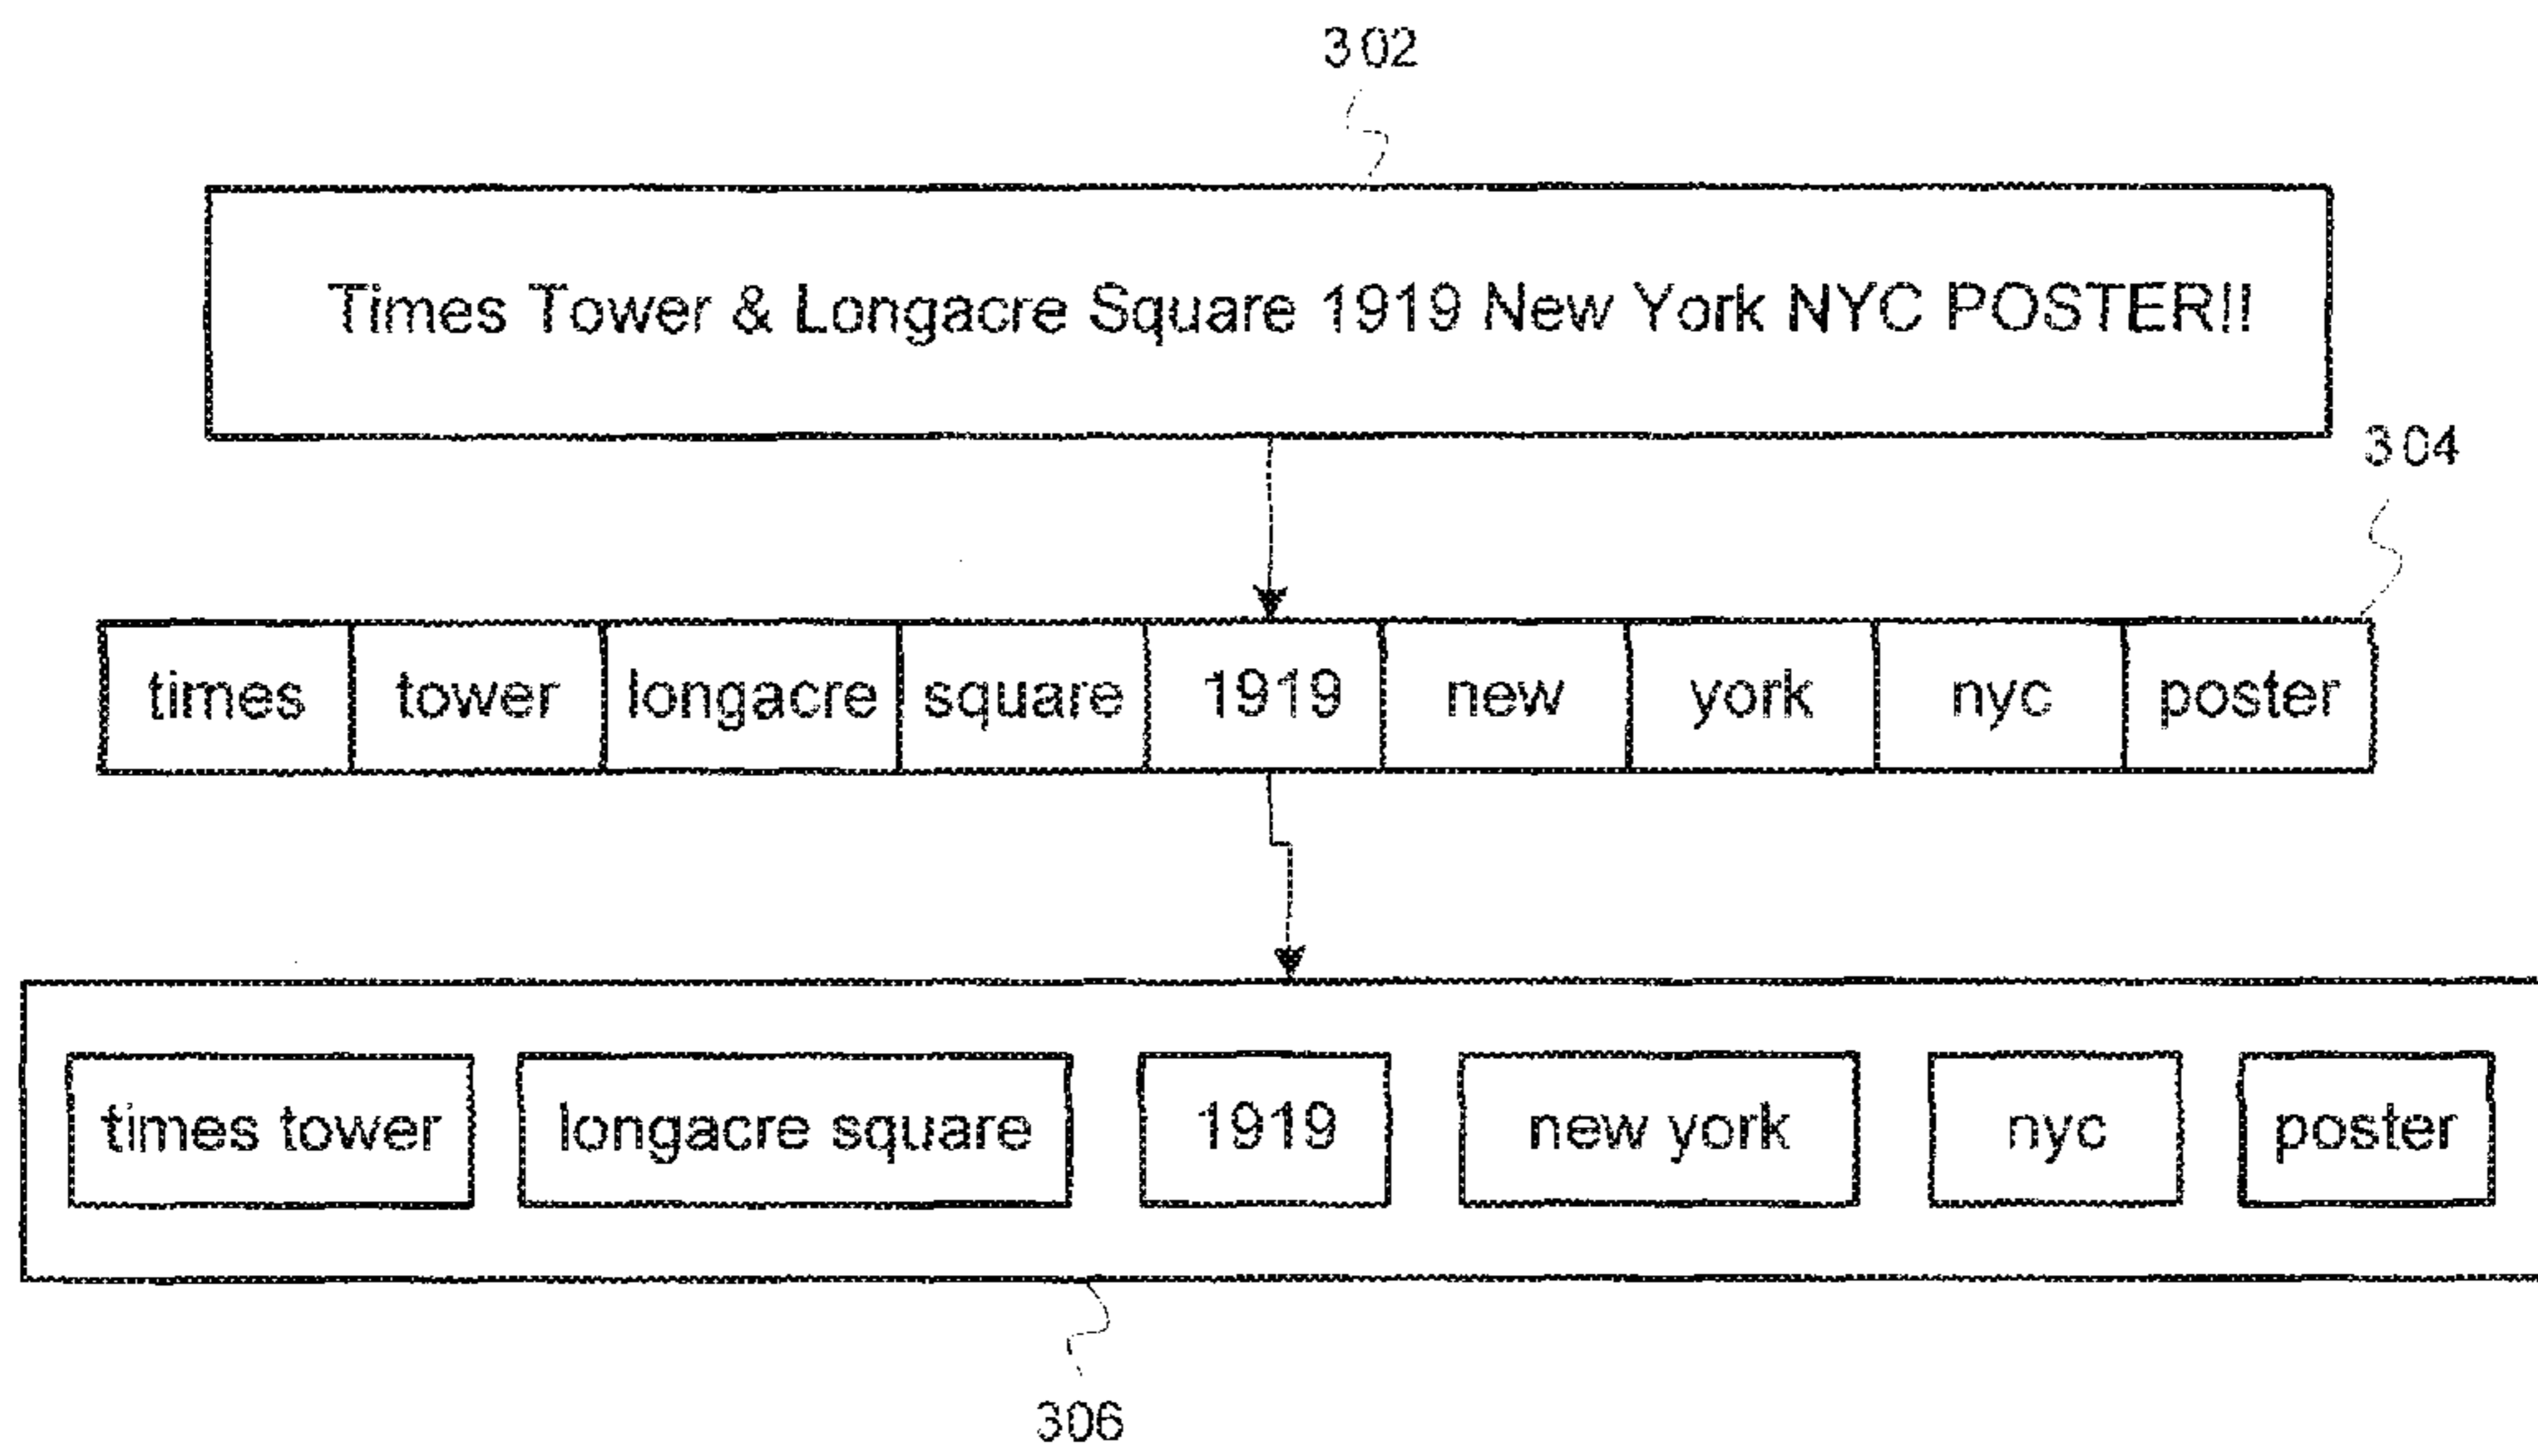 302
Times Tower & Longacre Square 1919 New York NYC POSTER!!
304
times tower longacre square 1919 new york nyc poster
times tower longacre square 1919 new york nyc poster
306